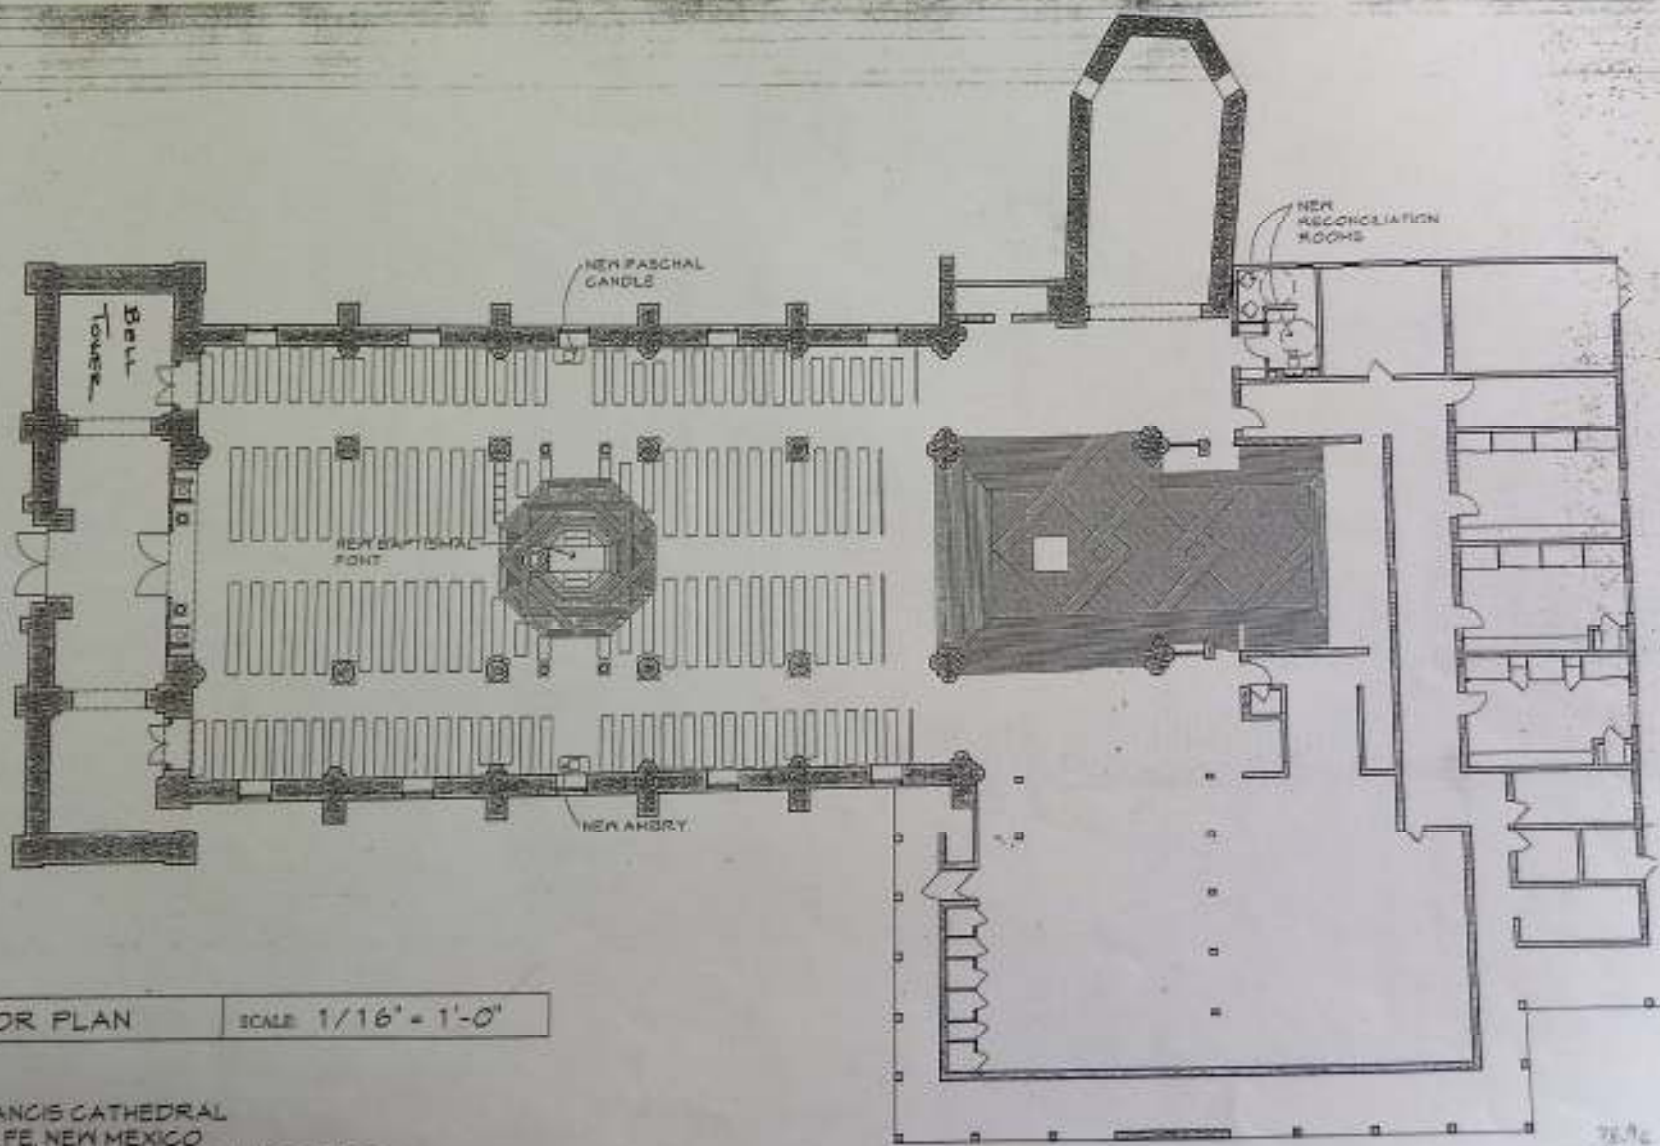 NEW
RECONCILIATION
ROOMS
NEW PASCHAL
CANDLE
BELL
TOWER
NEW BAPTISMAL
FONT
NEW AMBRY
OR PLAN
SCALE: 1/16" = 1'-0"
ANCIS CATHEDRAL
FE, NEW MEXICO